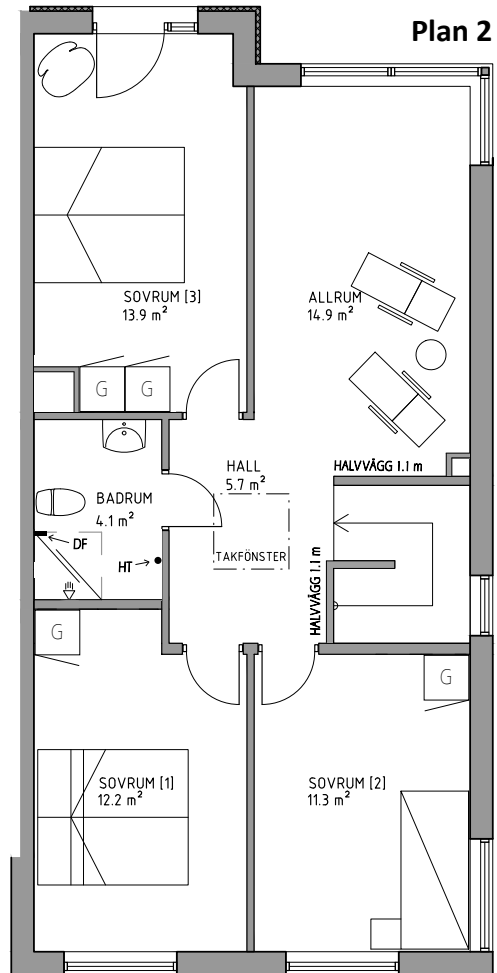 Plan 2
SOVRUM [3]
13.9 m²
ALLRUM
14.9 m²
G G
HALL
5.7 m²
HALVVÄGG 1.1 m
BADRUM
4.1 m²
DF
HT
TAKFÖNSTER
HALVVÄGG 1.1 m
G
G
SOVRUM [1]
12.2 m²
SOVRUM [2]
11.3 m²